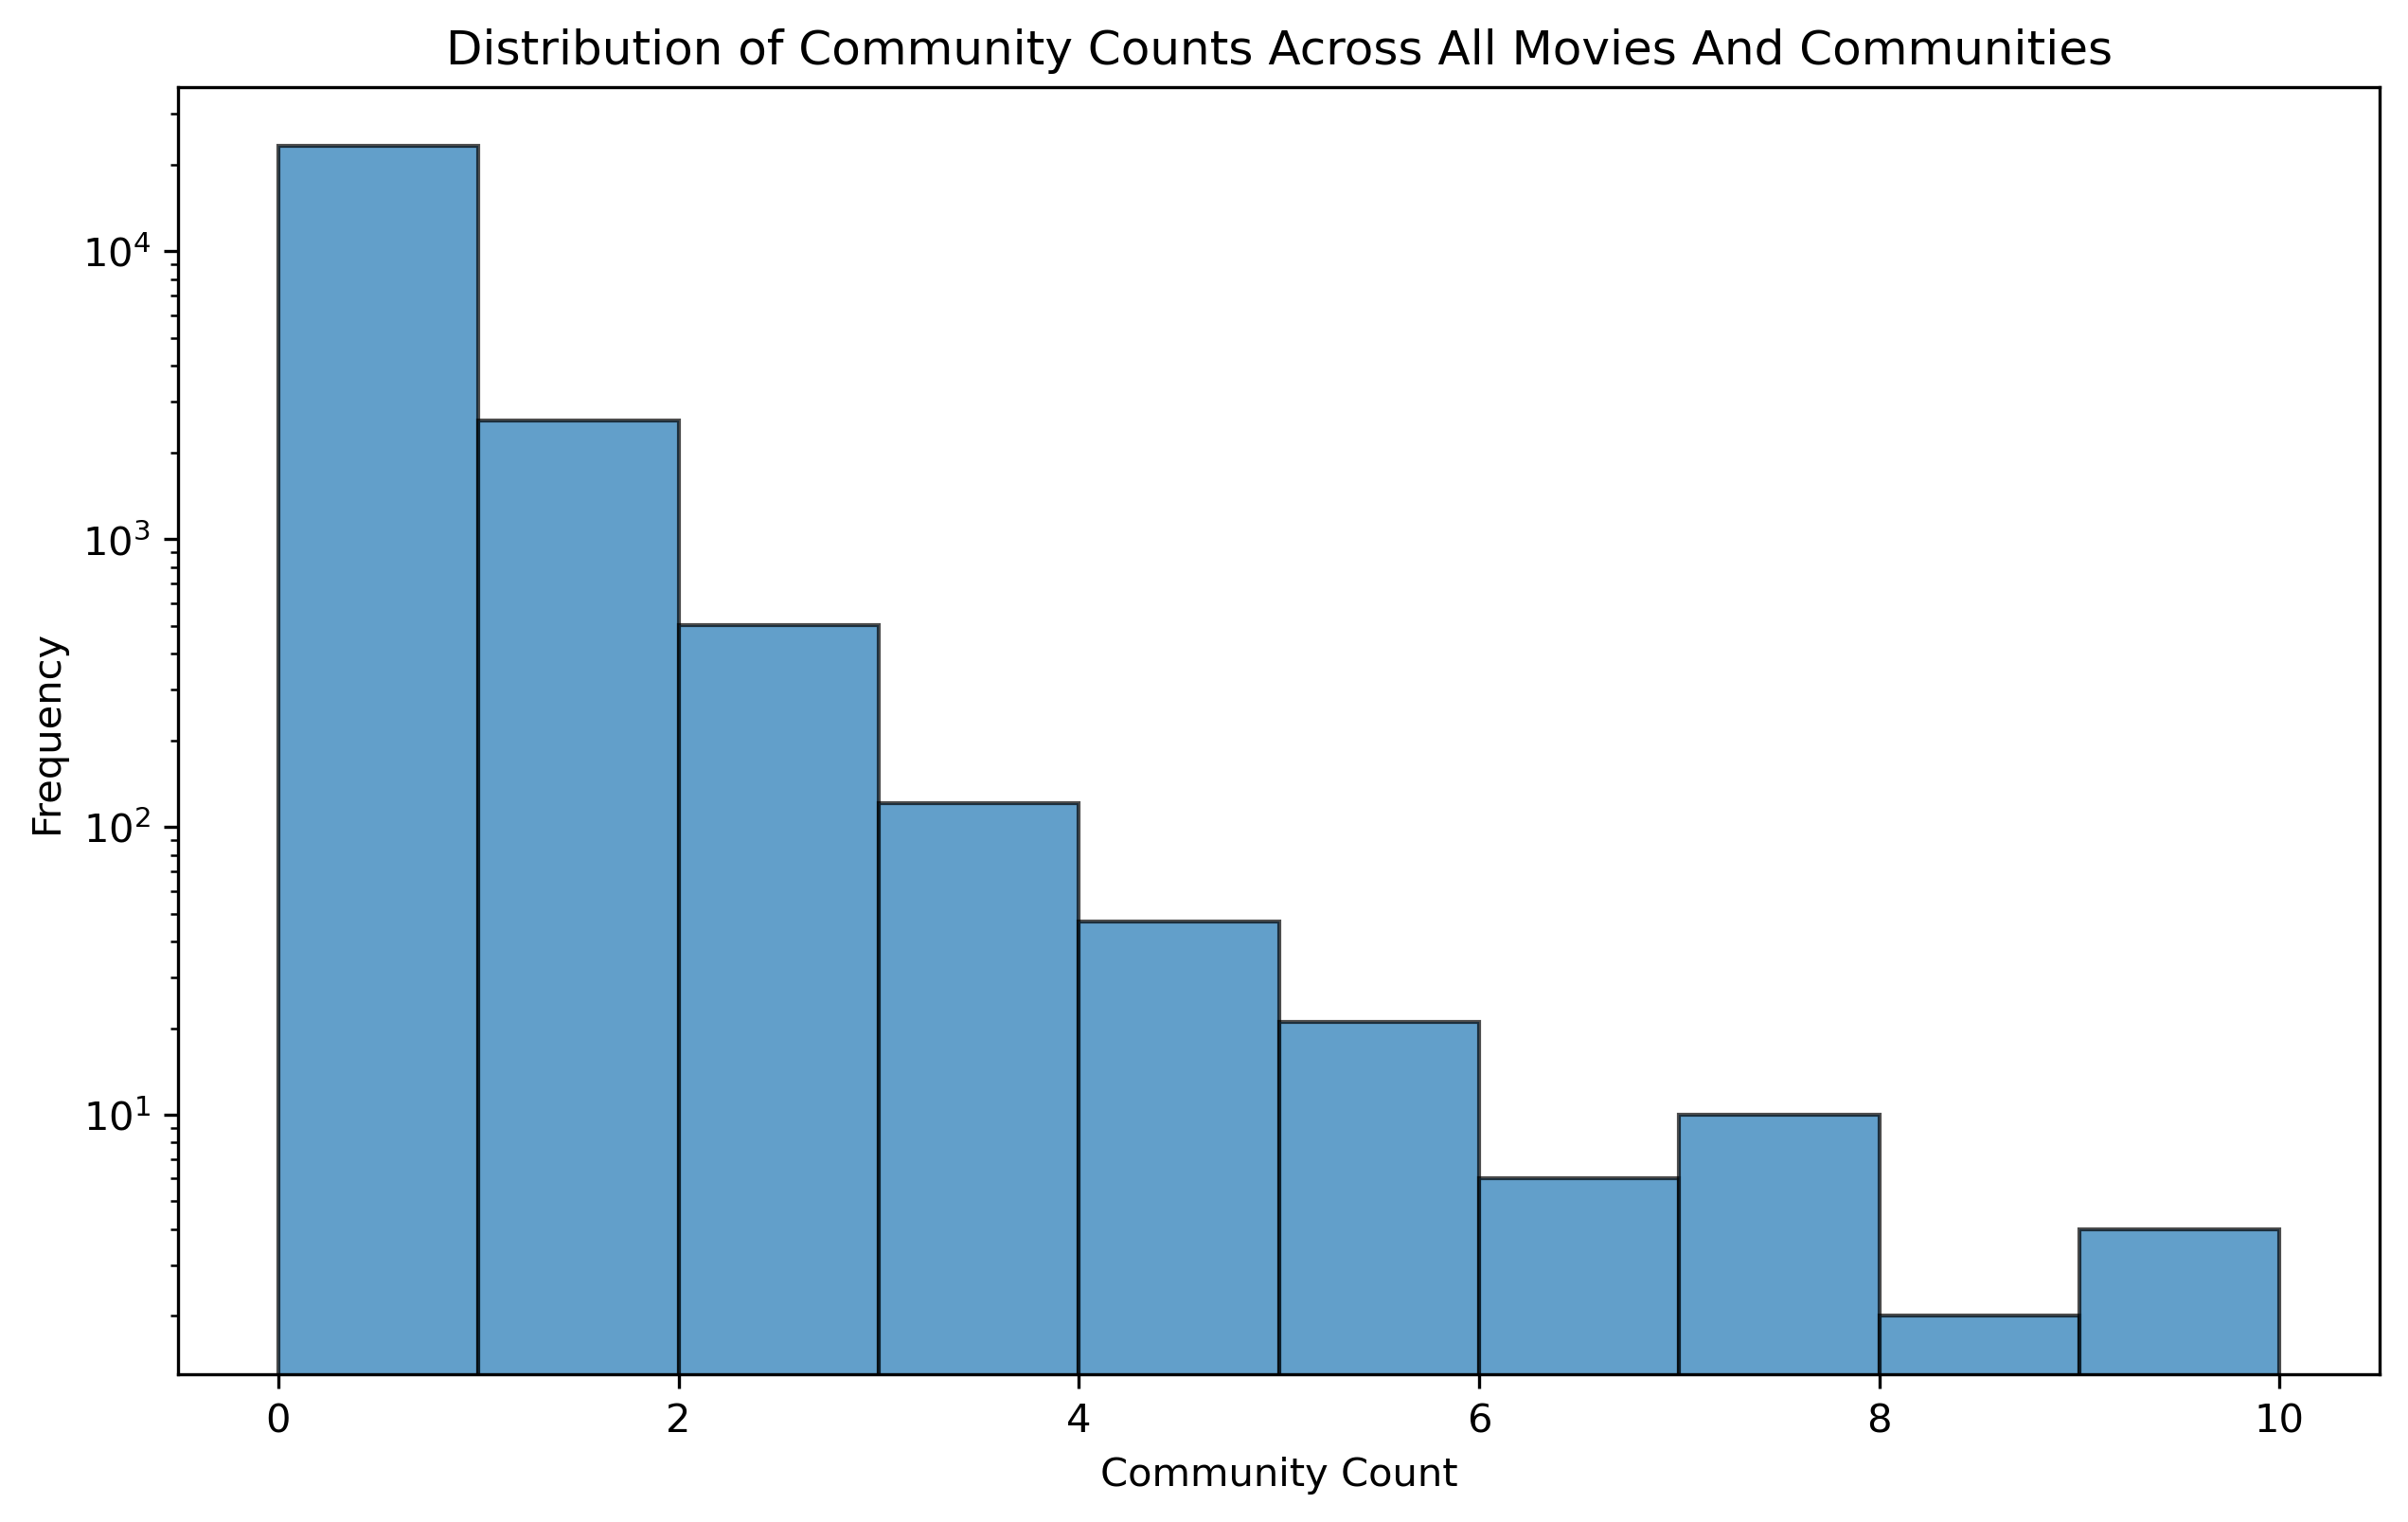 Distribution of Community Counts Across All Movies And Communities
Frequency
10⁴
10³
10²
10¹
0 2 4 6 8 10
Community Count